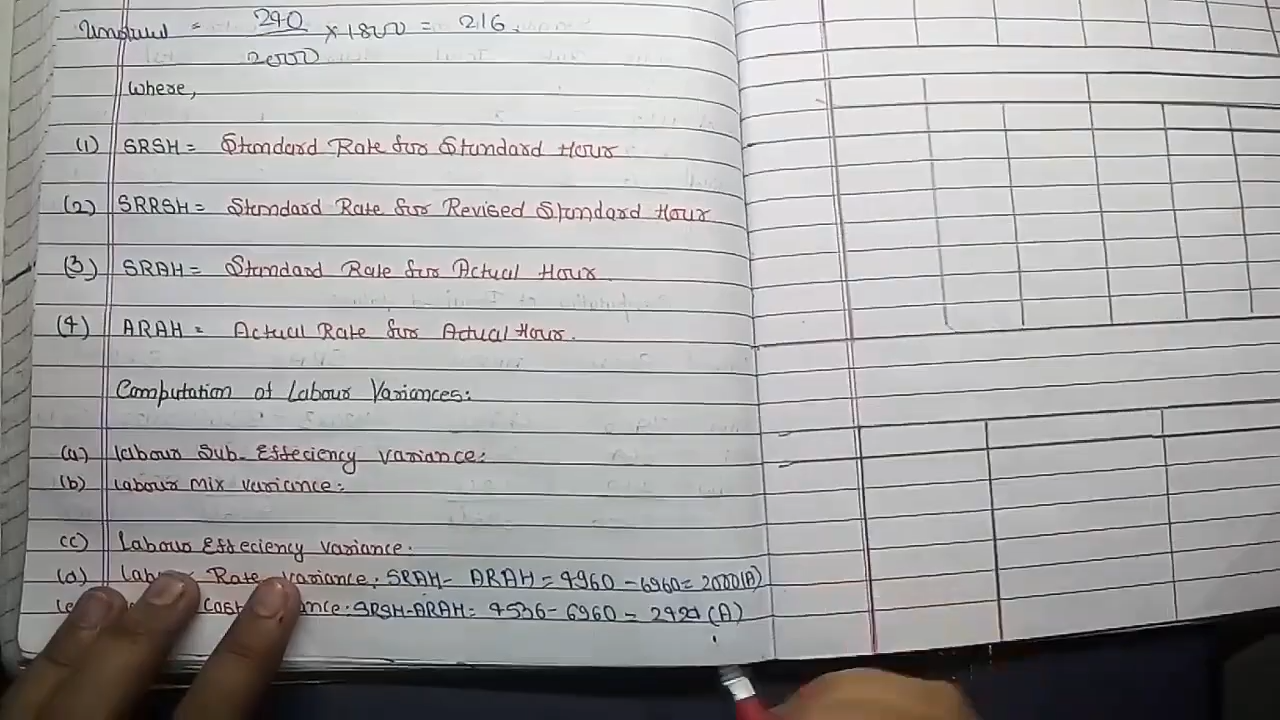 = 240/2000 × 1800 = 216.
where,
(1) SRSH = Standard Rate for Standard Hour
(2) SRRSH = Standard Rate for Revised Standard Hour
(3) SRAH = Standard Rate for Actual Hour
(4) ARAH = Actual Rate for Actual Hour.
Computation of Labour Variances:
(a) Labour Sub-Effeciency variance:
(b) Labour Mix variance:
(c) Labour Effeciency variance.
(d) Rate variance: SRAH - ARAH = 4960 - 6960 = 2000 (A)
Cost SRSH-ARAH = 4536 - 6960 = (A)